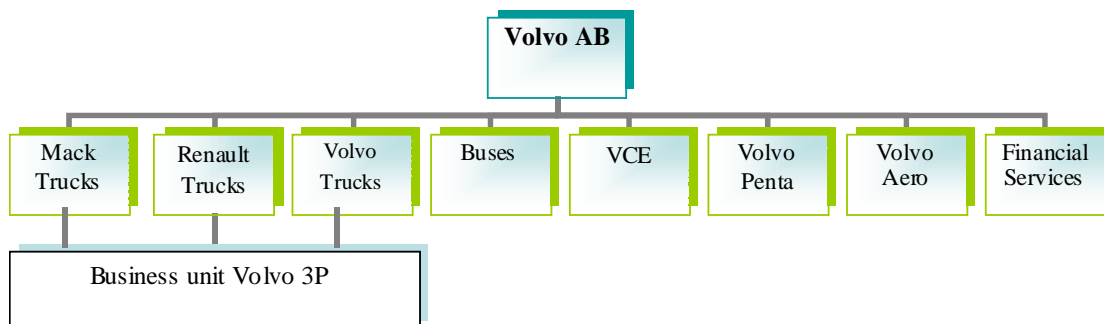 Volvo AB
Mack
Trucks
Renault
Trucks
Volvo
Trucks
Buses
VCE
Volvo
Penta
Volvo
Aero
Financial
Services
Business unit Volvo 3P